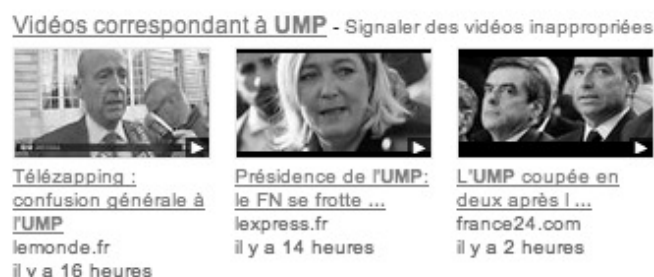 Vidéos correspondant à UMP - Signaler des vidéos inappropriées
Télézapping :
confusion générale à
l'UMP
lemonde.fr
il y a 16 heures
Présidence de l'UMP:
le FN se frotte ...
lexpress.fr
il y a 14 heures
L'UMP coupée en
deux après l ...
france24.com
il y a 2 heures